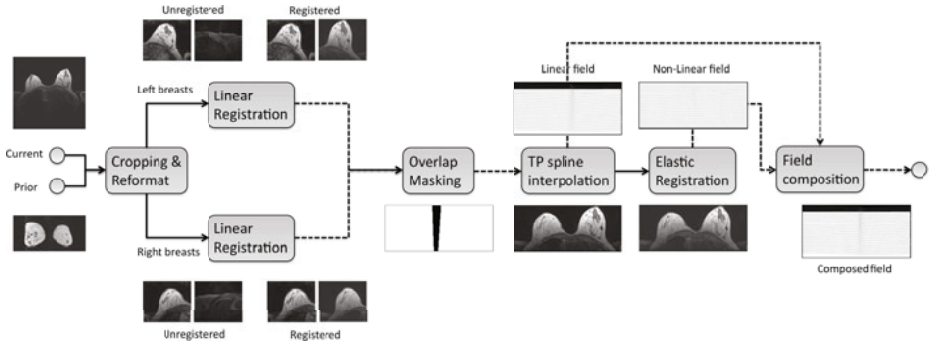 Unregistered
Registered
Linear field
Non-Linear field
Left breasts
Linear
Registration
Current
Prior
Cropping &
Reformat
Overlap
Masking
TP spline
interpolation
Elastic
Registration
Field
composition
Linear
Registration
Right breasts
Composed field
Unregistered
Registered